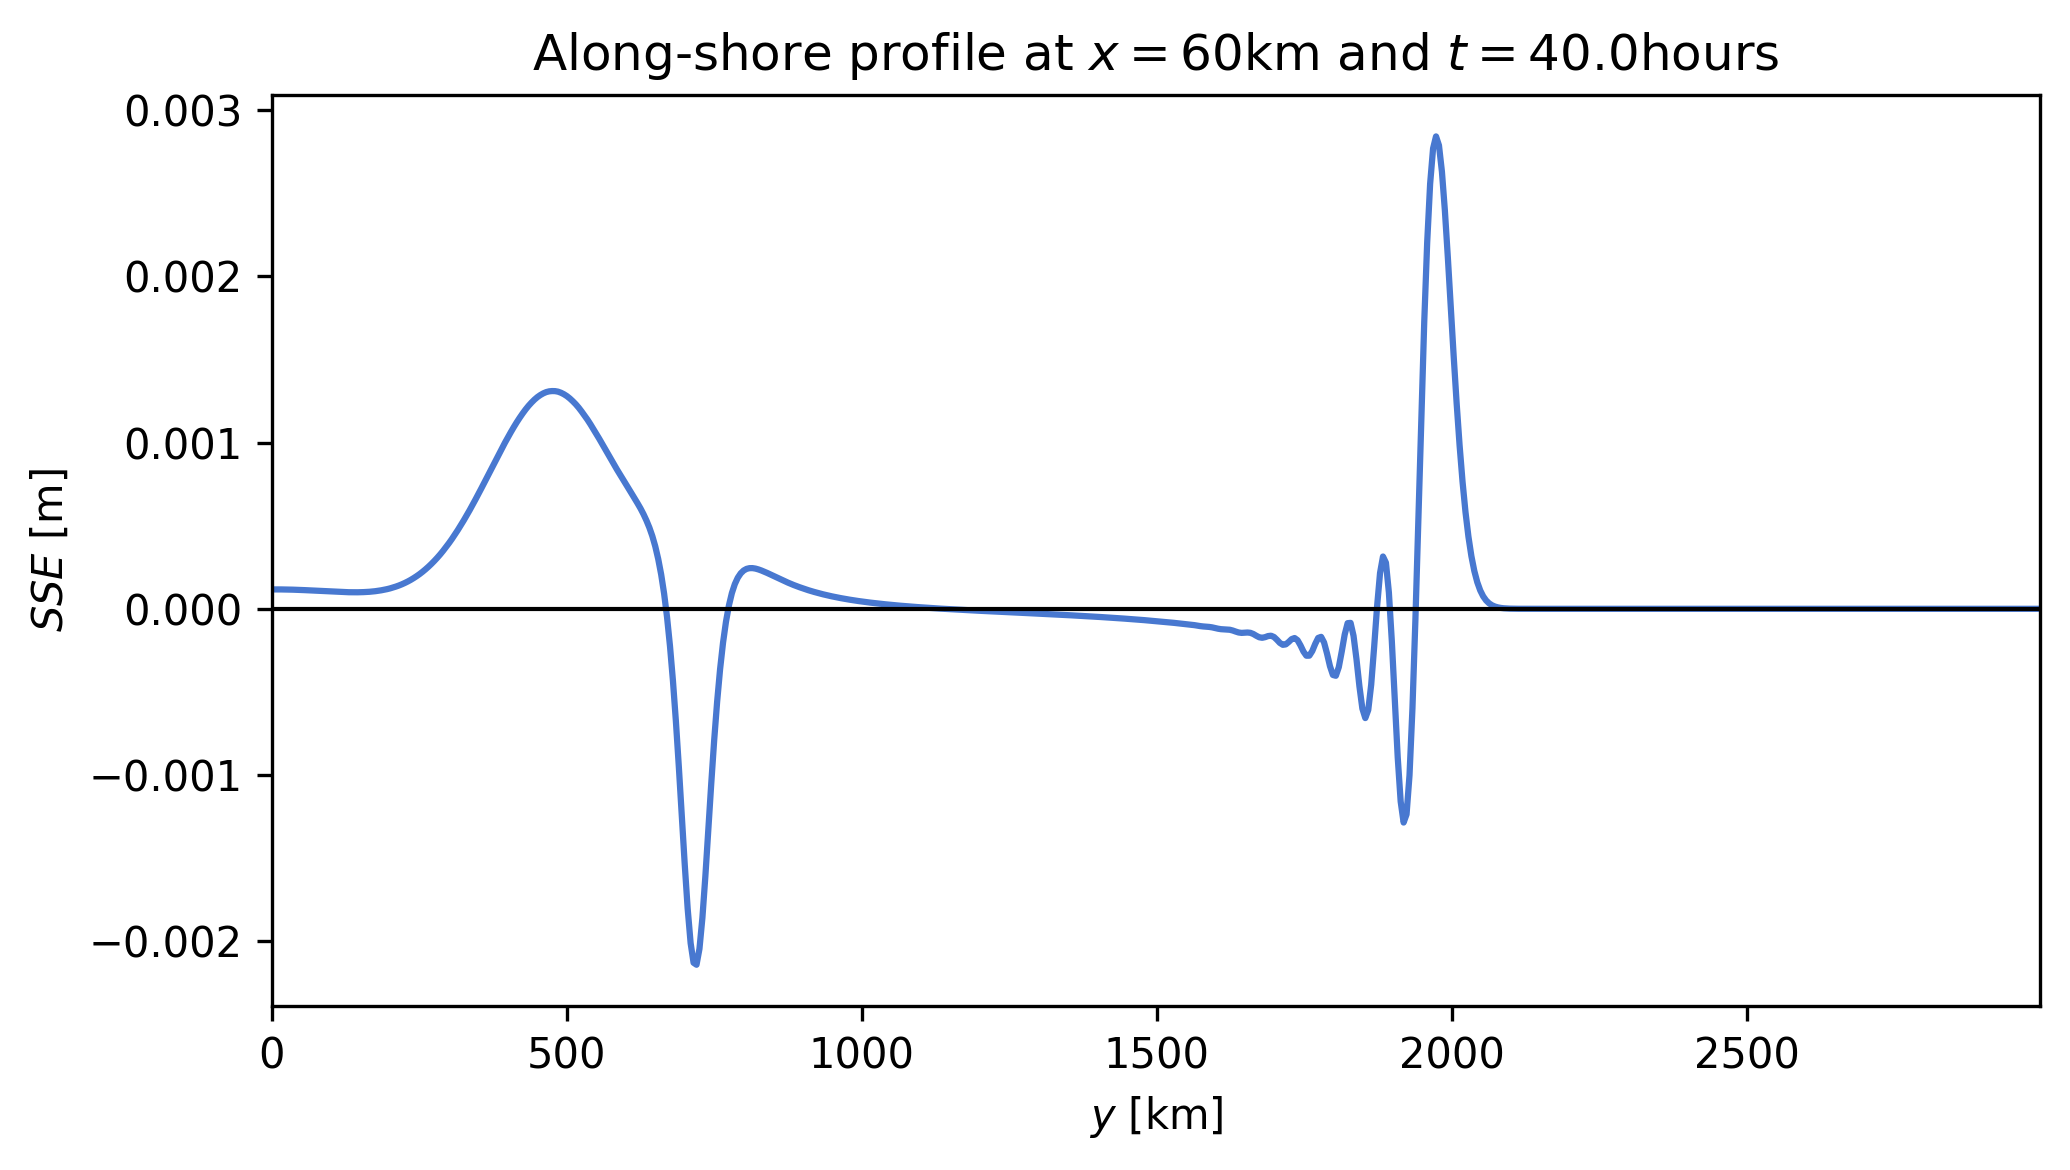 Along-shore profile at x = 60km and t = 40.0hours
SSE [m]
0.003
0.002
0.001
0.000
−0.001
−0.002
0 500 1000 1500 2000 2500
y [km]